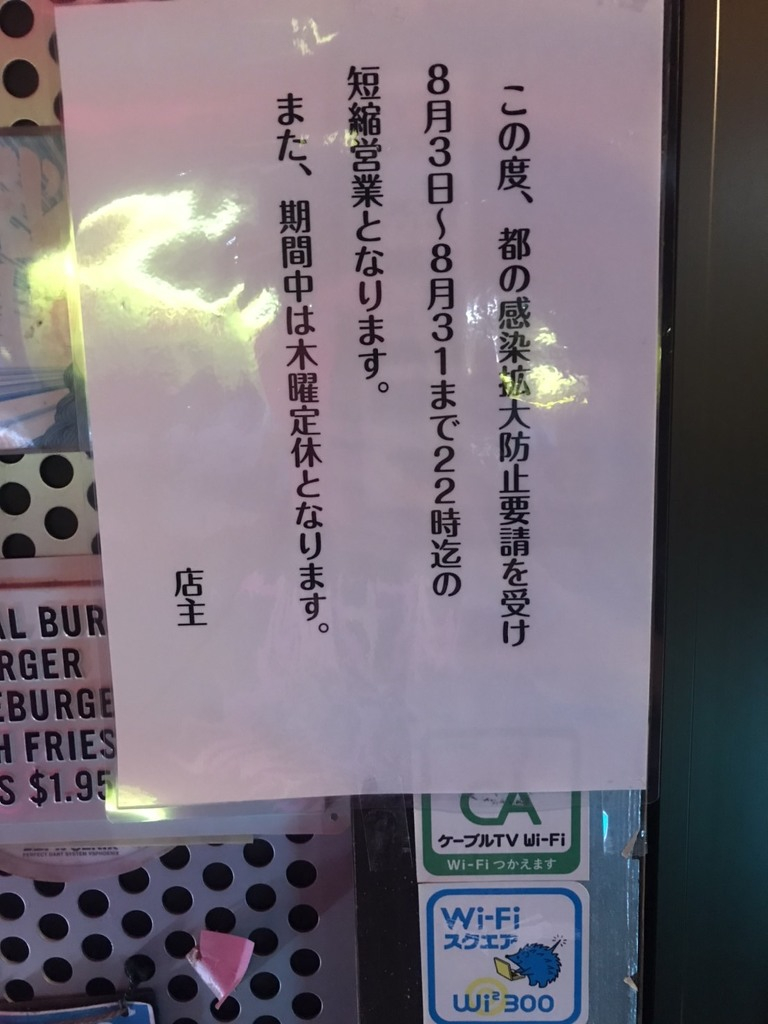 この度、都の感染拡大防止要請を受け
8月3日～8月31まで22時迄の
短縮営業となります。
また、期間中は木曜定休となります。
店主
AL BUR
RGER
EBURGE
H FRIES
S $1.95
CA
ケーブルTV Wi-Fi
Wi-Fi つかえます
Wi-Fi
スクエア
Wi2 300